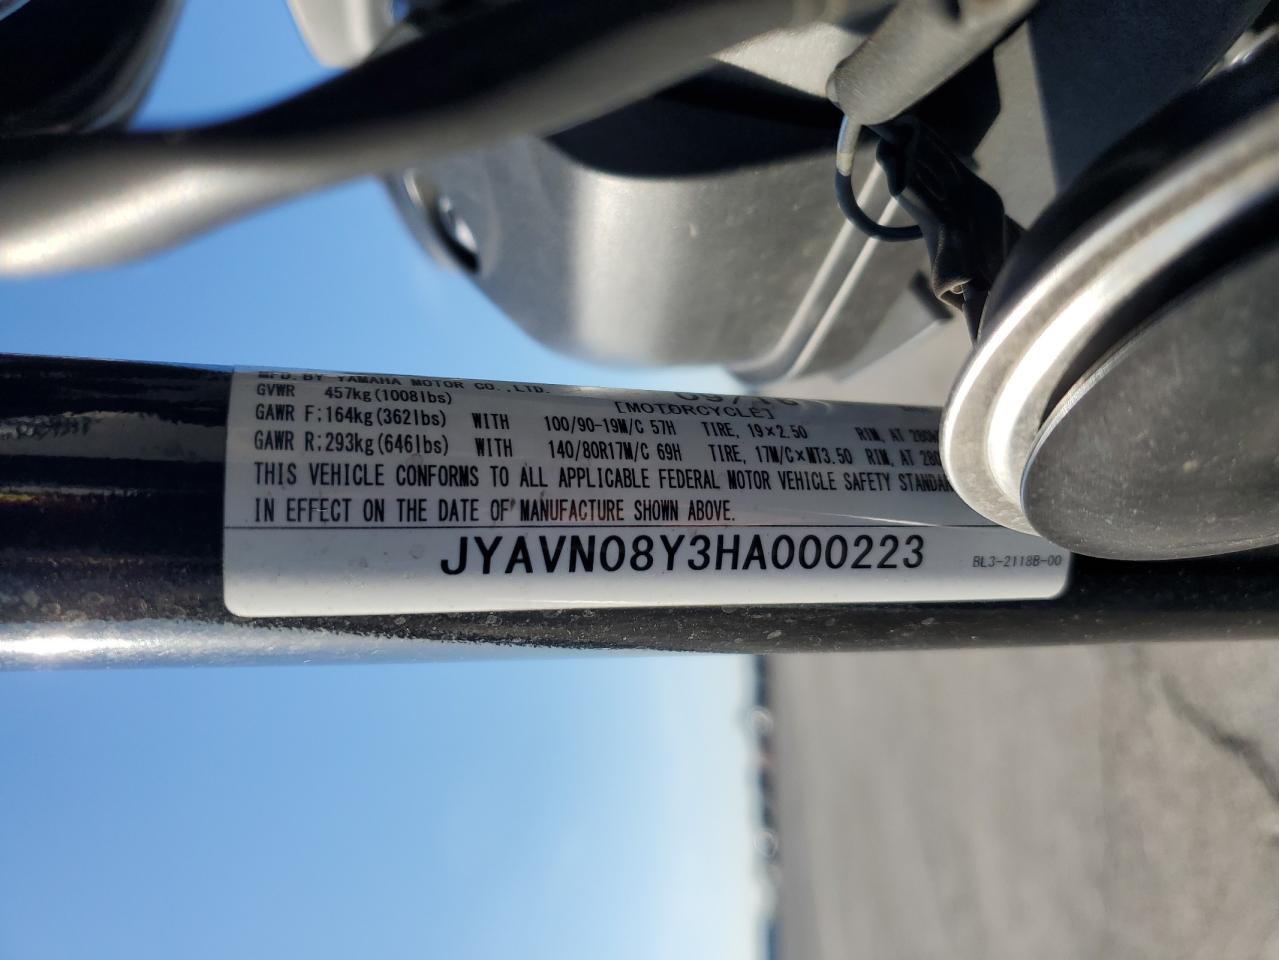 MFD. BY YAMAHA MOTOR CO.,LTD.
GVWR 457kg(1008lbs) [MOTORCYCLE]
GAWR F:164kg(362lbs) WITH 100/90-19M/C 57H TIRE, 19×2.50 RIM, AT
GAWR R:293kg(646lbs) WITH 140/80R17M/C 69H TIRE, 17M/C×MT3.50 RIM, AT
THIS VEHICLE CONFORMS TO ALL APPLICABLE FEDERAL MOTOR VEHICLE SAFETY
IN EFFECT ON THE DATE OF MANUFACTURE SHOWN ABOVE.
JYAVN08Y3HA000223
BL3-2118B-00